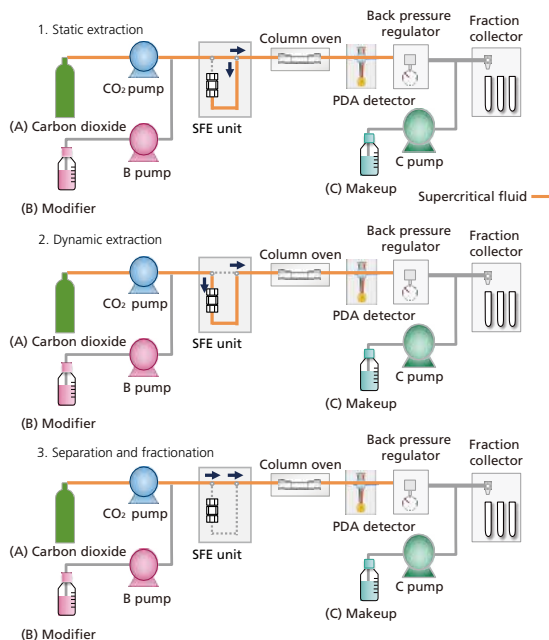 1. Static extraction
Back pressure
regulator
Fraction
collector
Column oven
CO₂ pump
PDA detector
SFE unit
(A) Carbon dioxide
B pump
C pump
(C) Makeup
(B) Modifier
Supercritical fluid
2. Dynamic extraction
Back pressure
regulator
Fraction
collector
Column oven
CO₂ pump
PDA detector
SFE unit
(A) Carbon dioxide
B pump
C pump
(C) Makeup
(B) Modifier
3. Separation and fractionation
Back pressure
regulator
Fraction
collector
Column oven
CO₂ pump
PDA detector
(A) Carbon dioxide
SFE unit
B pump
C pump
(C) Makeup
(B) Modifier